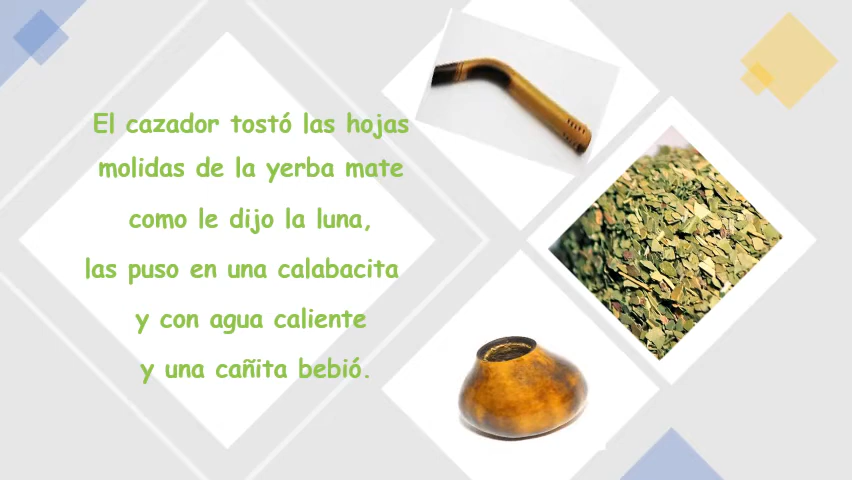 El cazador tostó las hojas
molidas de la yerba mate
como le dijo la luna,
las puso en una calabacita
y con agua caliente
y una cañita bebió.